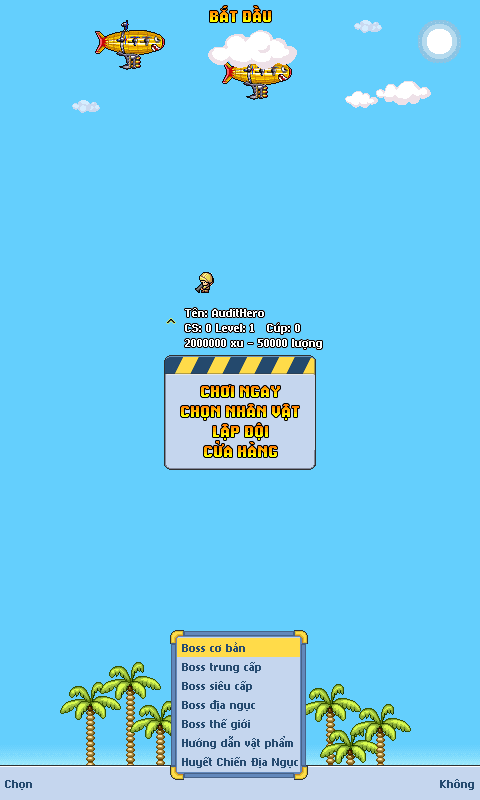 BẮT ĐẦU
Tên: AuditHero
CS: 0 Level: 1 Cúp: 0
2000000 xu - 50000 lượng
CHƠI NGAY
CHỌN NHÂN VẬT
LẬP ĐỘI
CỬA HÀNG
Boss cơ bản
Boss trung cấp
Boss siêu cấp
Boss địa ngục
Boss thế giới
Hướng dẫn vật phẩm
Huyết Chiến Địa Ngục
Chọn
Không